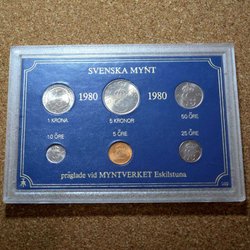 SVENSKA MYNT
1980 1980
1 KRONA 5 KRONOR 50 ÖRE
10 ÖRE 5 ÖRE 25 ÖRE
präglade vid MYNTVERKET Eskilstuna